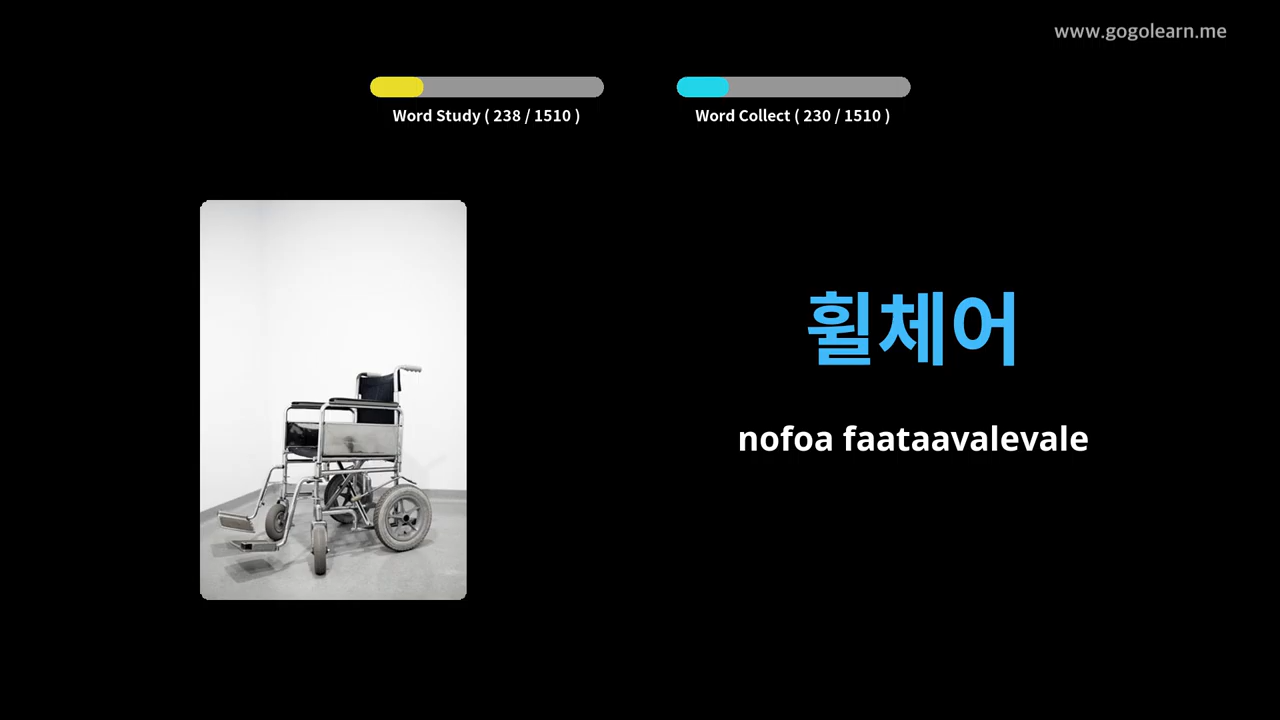 www.gogolearn.me
Word Study ( 238 / 1510 )
Word Collect ( 230 / 1510 )
휠체어
nofoa faataavalevale